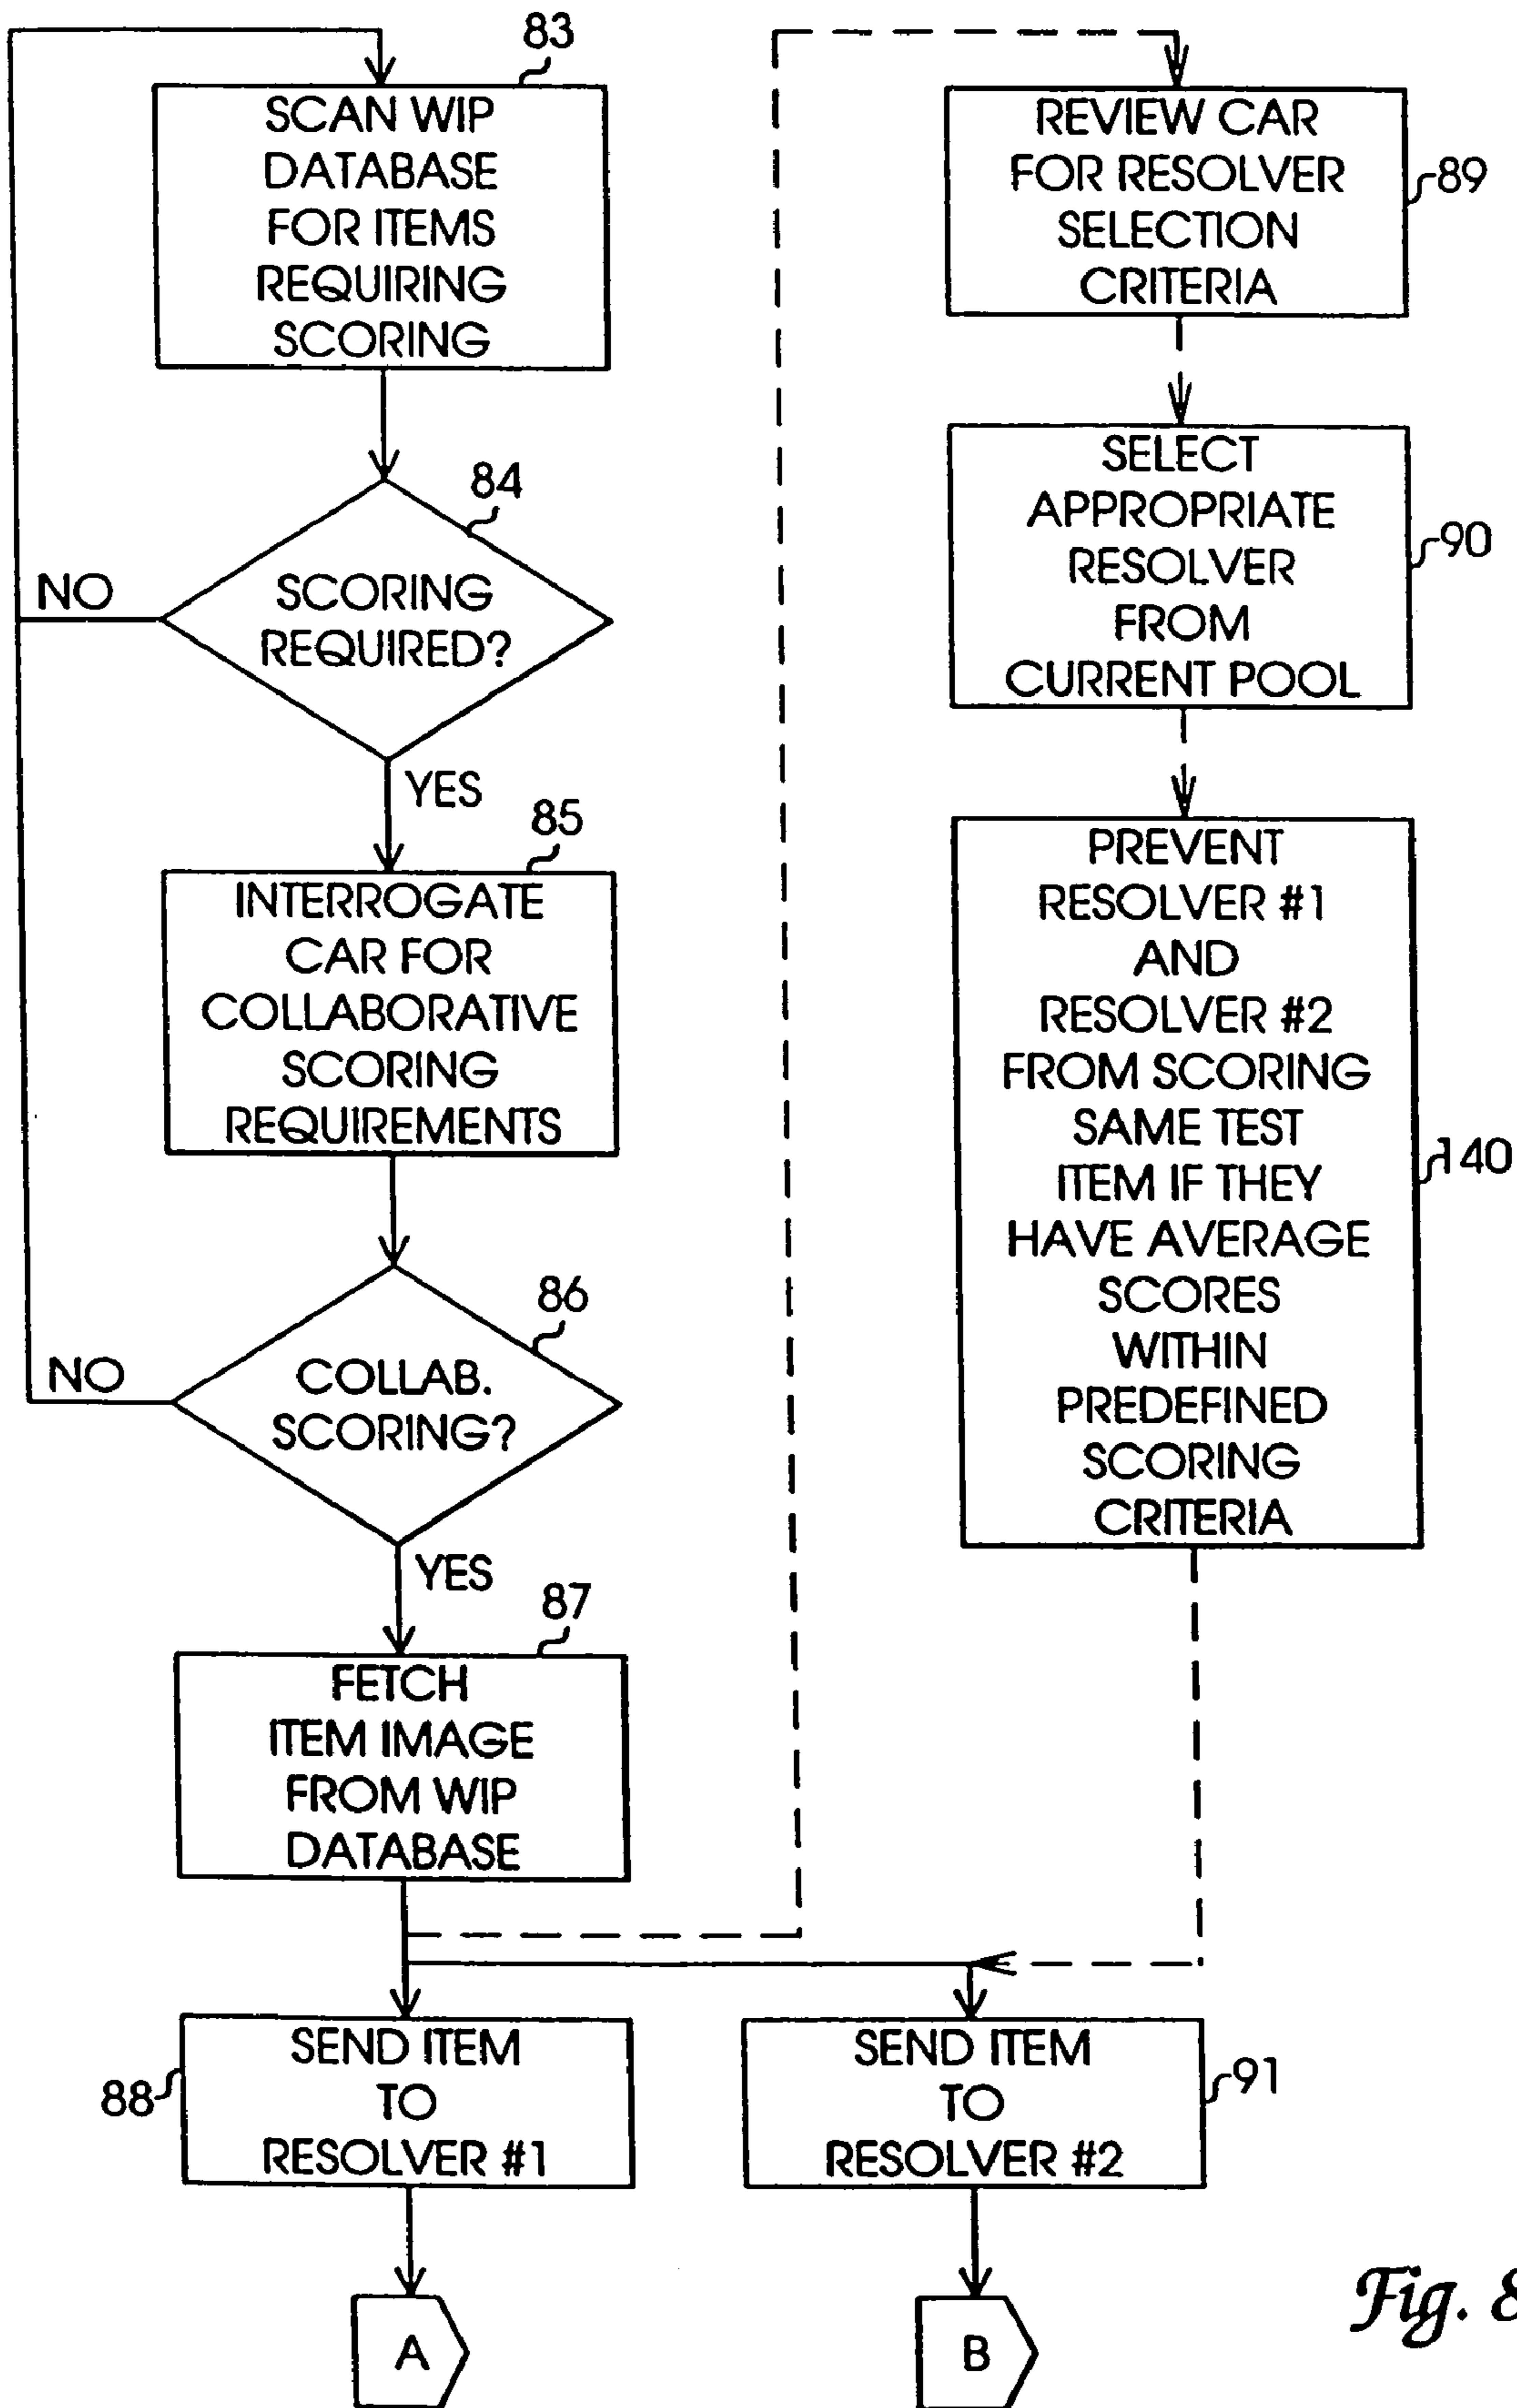 83
SCAN WIP
DATABASE
FOR ITEMS
REQUIRING
SCORING
84
NO
SCORING
REQUIRED?
YES
85
INTERROGATE
CAR FOR
COLLABORATIVE
SCORING
REQUIREMENTS
86
NO
COLLAB.
SCORING?
YES
87
FETCH
ITEM IMAGE
FROM WIP
DATABASE
88
SEND ITEM
TO
RESOLVER #1
A
REVIEW CAR
FOR RESOLVER
SELECTION
CRITERIA
89
SELECT
APPROPRIATE
RESOLVER
FROM
CURRENT POOL
90
PREVENT
RESOLVER #1
AND
RESOLVER #2
FROM SCORING
SAME TEST
ITEM IF THEY
HAVE AVERAGE
SCORES
WITHIN
PREDEFINED
SCORING
CRITERIA
140
SEND ITEM
TO
RESOLVER #2
91
B
Fig. 8